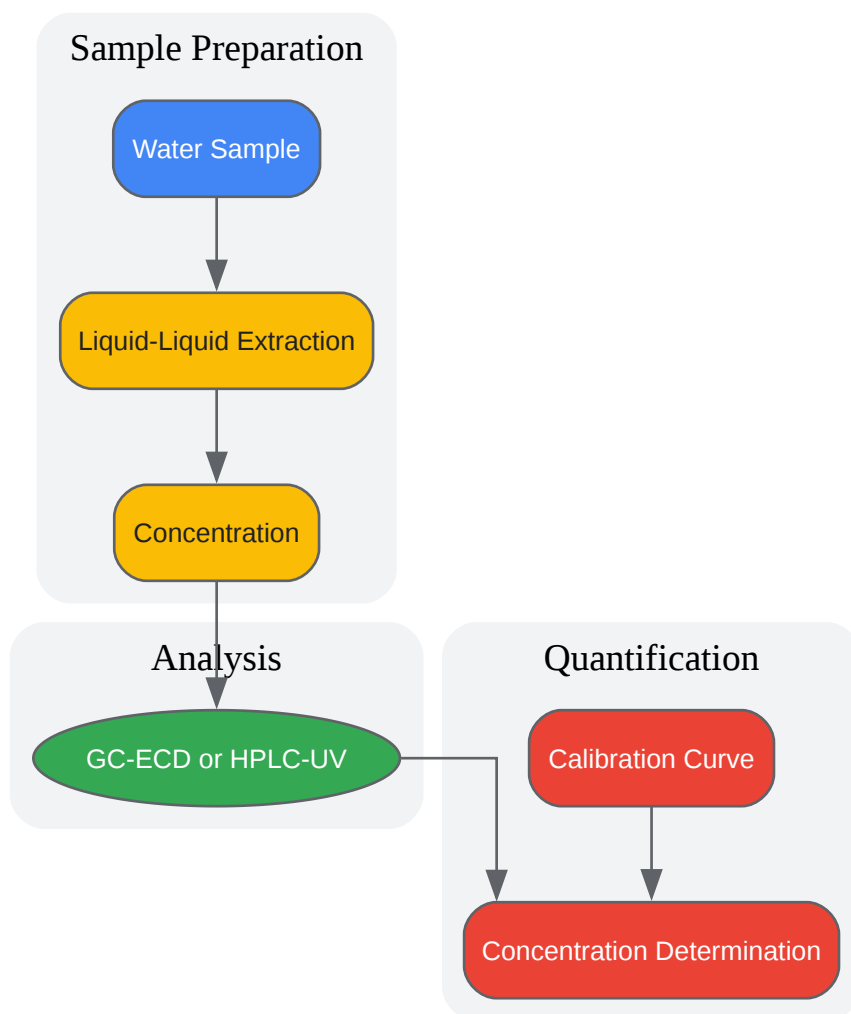 Sample Preparation
Water Sample
Liquid-Liquid Extraction
Concentration
Analysis
GC-ECD or HPLC-UV
Quantification
Calibration Curve
Concentration Determination